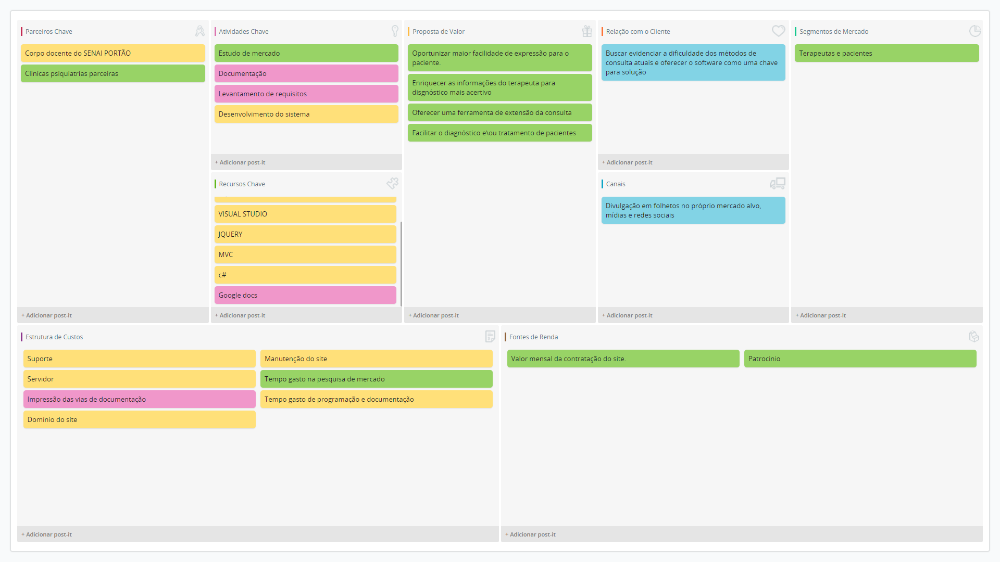 Parceiros Chave
Corpo docente do SENAI PORTÃO
Clinicas psiquiatrias parceiras
+ Adicionar post-it
Atividades Chave
Estudo de mercado
Documentação
Levantamento de requisitos
Desenvolvimento do sistema
+ Adicionar post-it
Recursos Chave
VISUAL STUDIO
JQUERY
MVC
c#
Google docs
+ Adicionar post-it
Proposta de Valor
Oportunizar maior facilidade de expressão para o
paciente.
Enriquecer as informações do terapeuta para
disgnóstico mais acertivo
Oferecer uma ferramenta de extensão da consulta
Facilitar o diagnóstico e\ou tratamento de pacientes
+ Adicionar post-it
Relação com o Cliente
Buscar evidenciar a dificuldade dos métodos de
consulta atuais e oferecer o software como uma chave
para solução
+ Adicionar post-it
Canais
Divulgação em folhetos no próprio mercado alvo,
mídias e redes sociais
+ Adicionar post-it
Segmentos de Mercado
Terapeutas e pacientes
+ Adicionar post-it
Estrutura de Custos
Suporte
Manutenção do site
Servidor
Tempo gasto na pesquisa de mercado
Impressão das vias de documentação
Tempo gasto de programação e documentação
Domínio do site
+ Adicionar post-it
Fontes de Renda
Valor mensal da contratação do site.
Patrocinio
+ Adicionar post-it